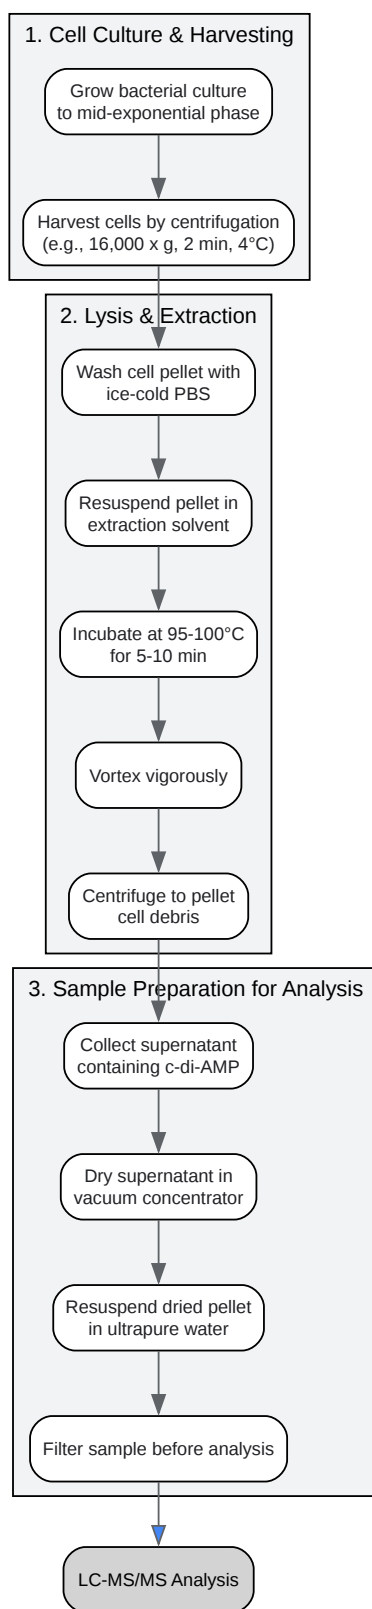 1. Cell Culture & Harvesting
Grow bacterial culture
to mid-exponential phase
Harvest cells by centrifugation
(e.g., 16,000 x g, 2 min, 4°C)
2. Lysis & Extraction
Wash cell pellet with
ice-cold PBS
Resuspend pellet in
extraction solvent
Incubate at 95-100°C
for 5-10 min
Vortex vigorously
Centrifuge to pellet
cell debris
3. Sample Preparation for Analysis
Collect supernatant
containing c-di-AMP
Dry supernatant in
vacuum concentrator
Resuspend dried pellet
in ultrapure water
Filter sample before analysis
LC-MS/MS Analysis